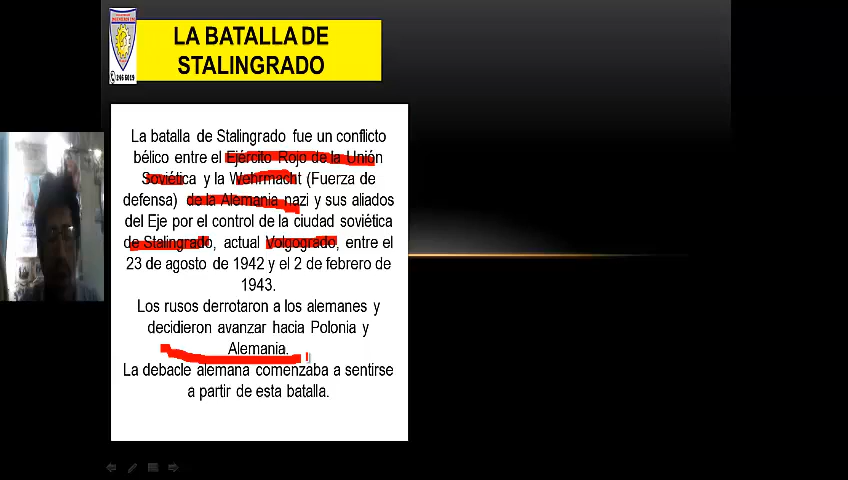 LA BATALLA DE
STALINGRADO
246 6019
La batalla de Stalingrado fue un conflicto
bélico entre el Ejército Rojo de la Unión
Soviética y la Wehrmacht (Fuerza de
defensa) de la Alemania nazi y sus aliados
del Eje por el control de la ciudad soviética
de Stalingrado, actual Volgogrado, entre el
23 de agosto de 1942 y el 2 de febrero de
1943.
Los rusos derrotaron a los alemanes y
decidieron avanzar hacia Polonia y
Alemania.
La debacle alemana comenzaba a sentirse
a partir de esta batalla.